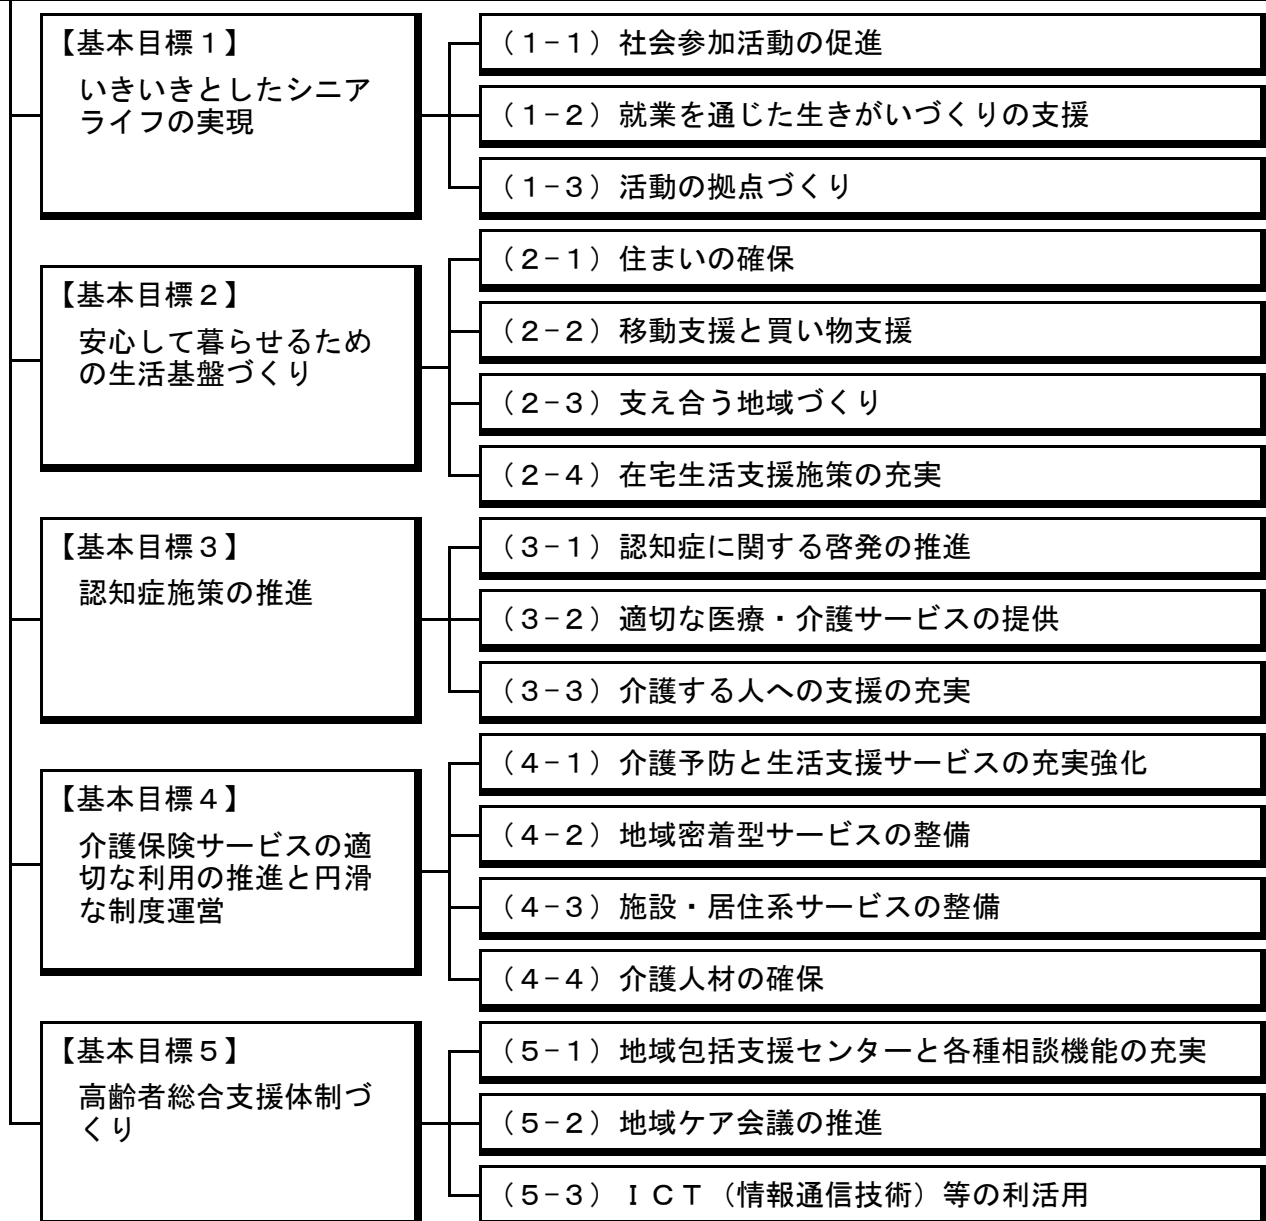 【基本目標１】
いきいきとしたシニア
ライフの実現
（１－１）社会参加活動の促進
（１－２）就業を通じた生きがいづくりの支援
（１－３）活動の拠点づくり
【基本目標２】
安心して暮らせるため
の生活基盤づくり
（２－１）住まいの確保
（２－２）移動支援と買い物支援
（２－３）支え合う地域づくり
（２－４）在宅生活支援施策の充実
【基本目標３】
認知症施策の推進
（３－１）認知症に関する啓発の推進
（３－２）適切な医療・介護サービスの提供
（３－３）介護する人への支援の充実
【基本目標４】
介護保険サービスの適
切な利用の推進と円滑
な制度運営
（４－１）介護予防と生活支援サービスの充実強化
（４－２）地域密着型サービスの整備
（４－３）施設・居住系サービスの整備
（４－４）介護人材の確保
【基本目標５】
高齢者総合支援体制づ
くり
（５－１）地域包括支援センターと各種相談機能の充実
（５－２）地域ケア会議の推進
（５－３）ＩＣＴ（情報通信技術）等の利活用